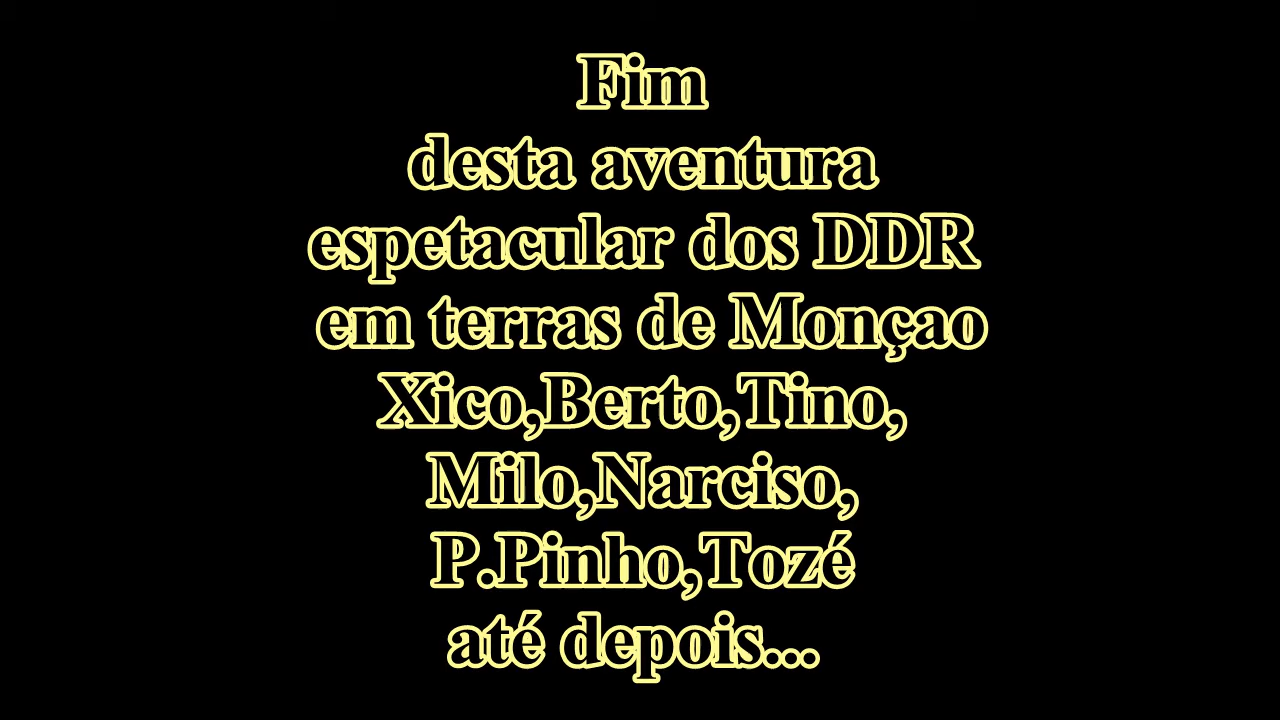 Fim
desta aventura
espetacular dos DDR
em terras de Monçao
Xico,Berto,Tino,
Milo,Narciso,
P.Pinho,Tozé
até depois...